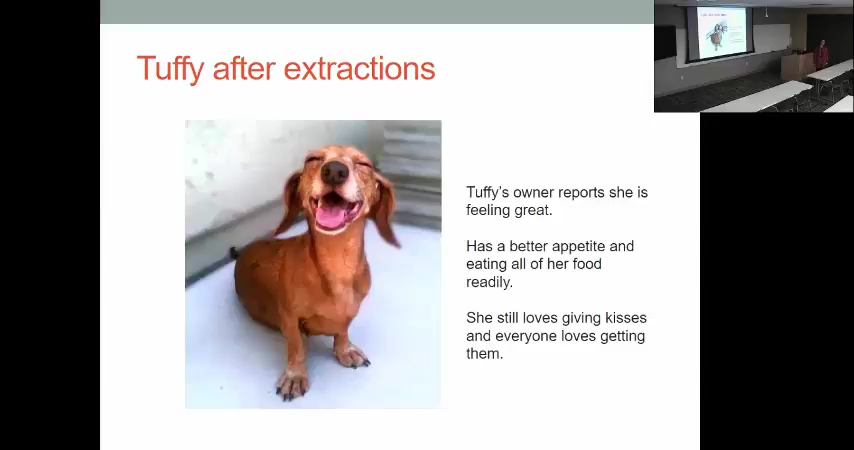 Tuffy after extractions
Tuffy's owner reports she is
feeling great.
Has a better appetite and
eating all of her food
readily.
She still loves giving kisses
and everyone loves getting
them.